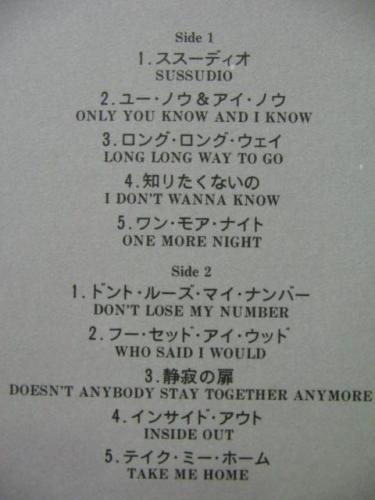 Side 1
1.ススーディオ
SUSSUDIO
2.ユー・ノウ&アイ・ノウ
ONLY YOU KNOW AND I KNOW
3.ロング・ロング・ウェイ
LONG LONG WAY TO GO
4.知りたくないの
I DON'T WANNA KNOW
5.ワン・モア・ナイト
ONE MORE NIGHT
Side 2
1.ドント・ルーズ・マイ・ナンバー
DON'T LOSE MY NUMBER
2.フー・セッド・アイ・ウッド
WHO SAID I WOULD
3.静寂の扉
DOESN'T ANYBODY STAY TOGETHER ANYMORE
4.インサイド・アウト
INSIDE OUT
5.テイク・ミー・ホーム
TAKE ME HOME